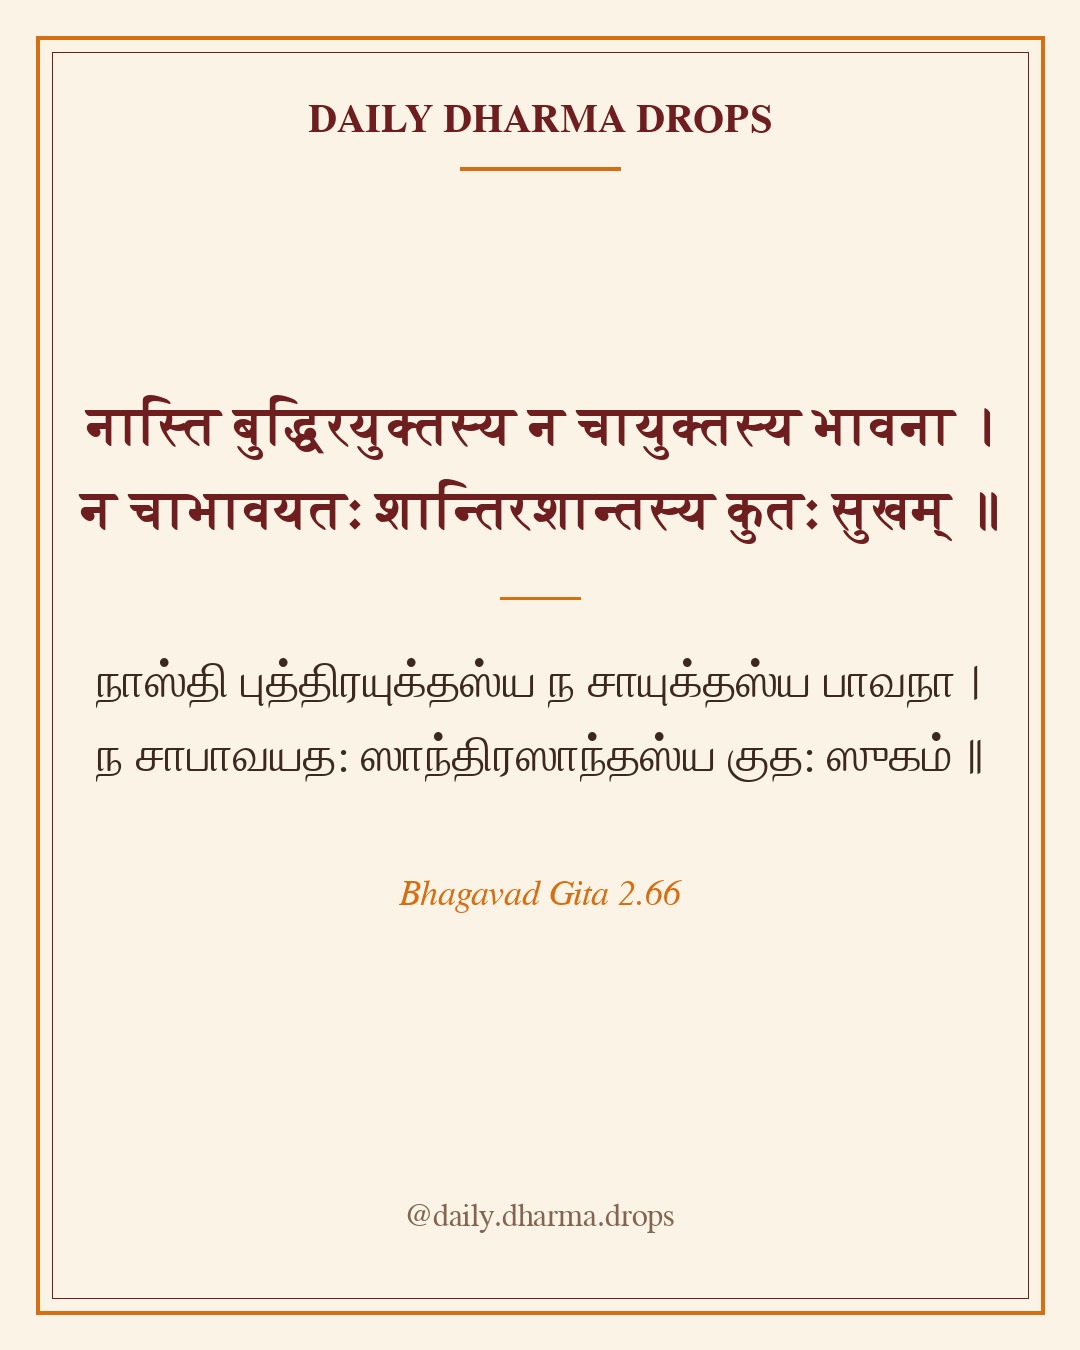 DAILY DHARMA DROPS
नास्ति बुद्धिरयुक्तस्य न चायुक्तस्य भावना ।
न चाभावयतः शान्तिरशान्तस्य कुतः सुखम् ॥
நாஸ்தி புத்திரயுக்தஸ்ய ந சாயுக்தஸ்ய பாவநா ।
ந சாபாவயத: ஸாந்திரஸாந்தஸ்ய குத: ஸுகம் ॥
Bhagavad Gita 2.66
@daily.dharma.drops